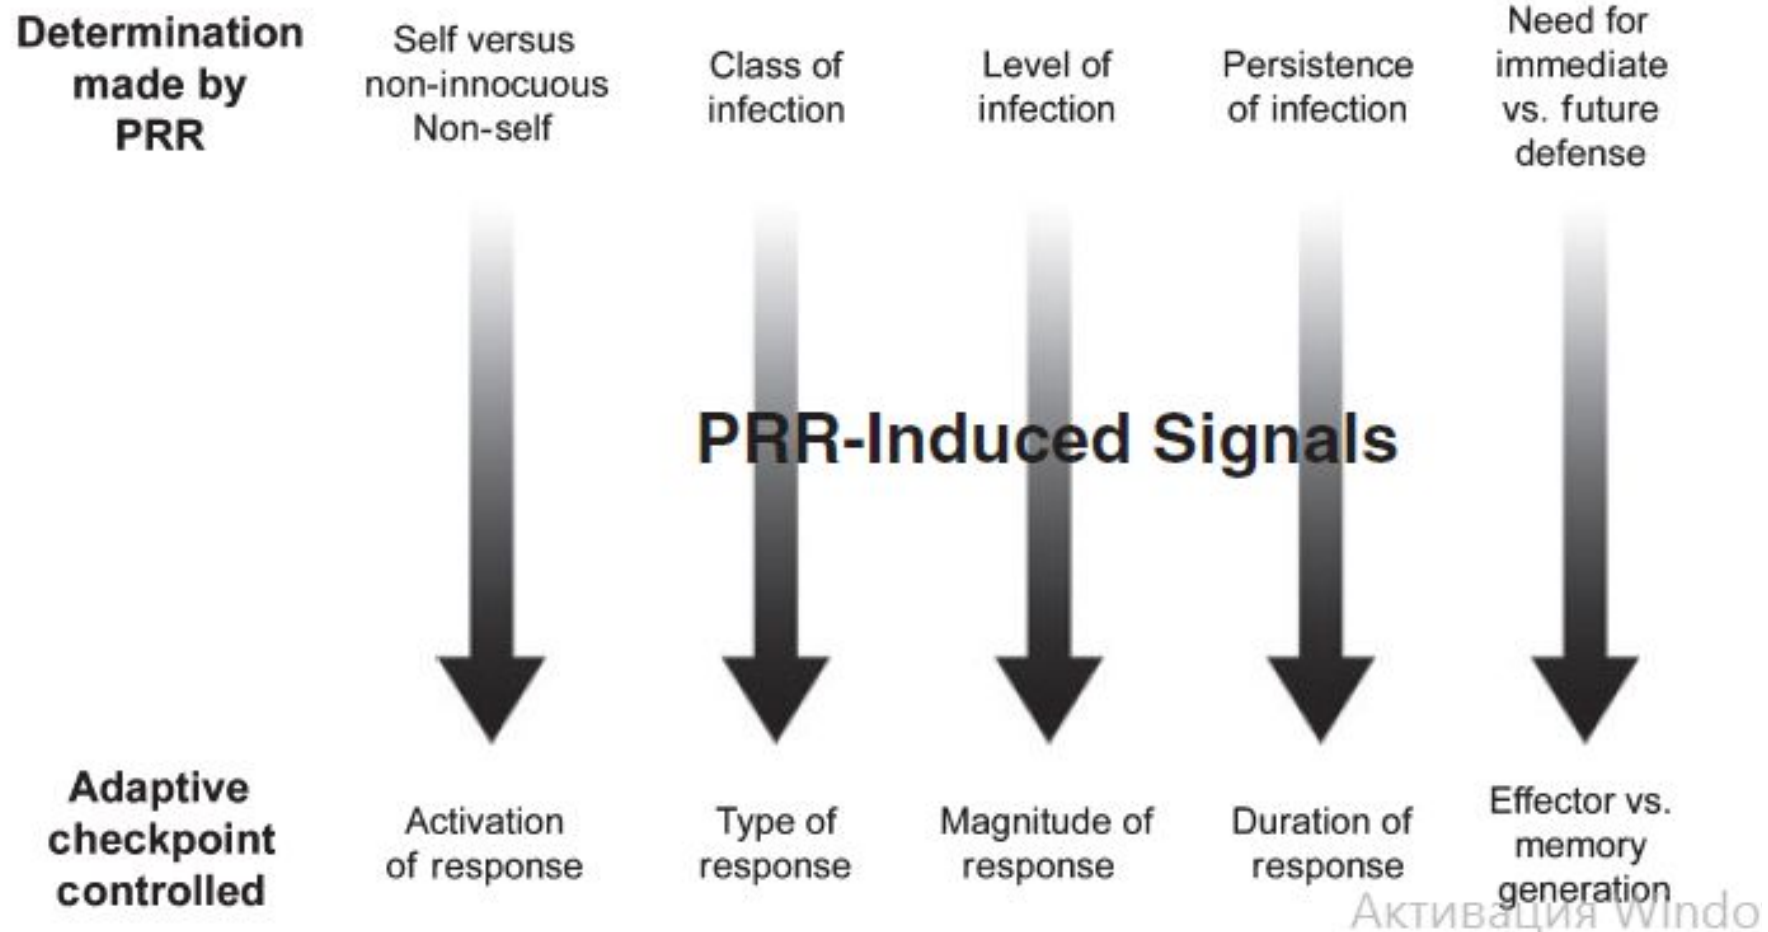 Determination
made by
PRR
Self versus
non-innocuous
Non-self
Class of
infection
Level of
infection
Persistence
of infection
Need for
immediate
vs. future
defense
PRR-Induced Signals
Adaptive
checkpoint
controlled
Activation
of response
Type of
response
Magnitude of
response
Duration of
response
Effector vs.
memory
generation
Активация Windo